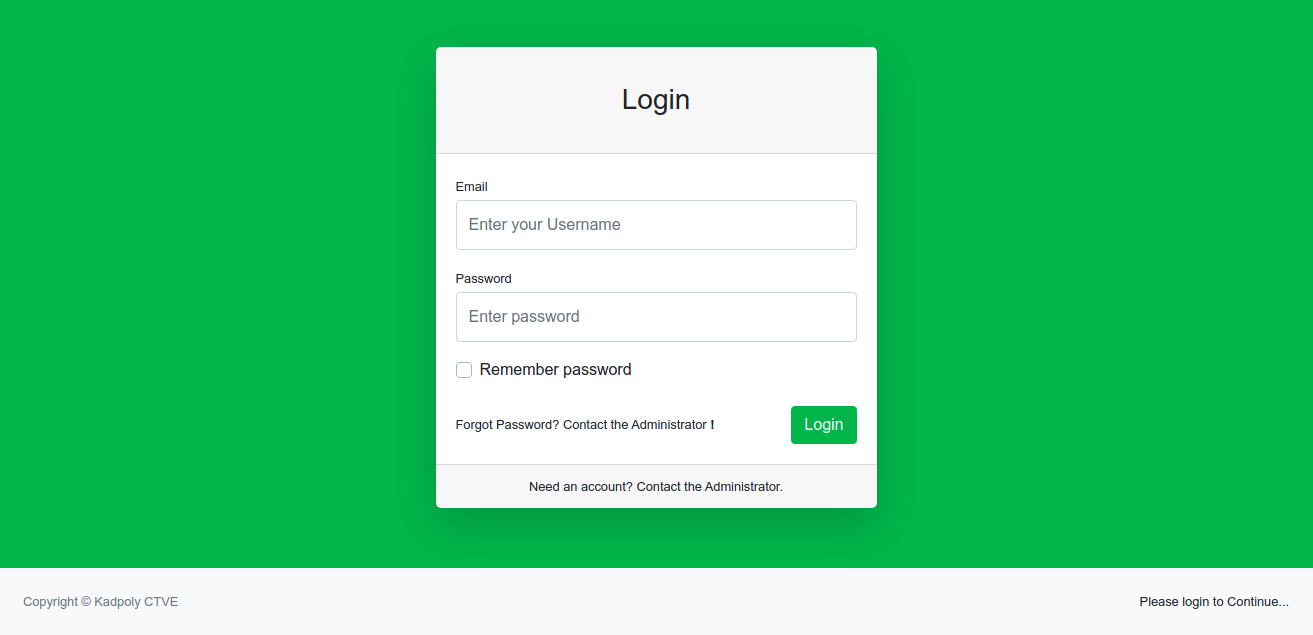 Login
Email
Enter your Username
Password
Enter password
Remember password
Forgot Password? Contact the Administrator !
Login
Need an account? Contact the Administrator.
Copyright © Kadpoly CTVE
Please login to Continue...